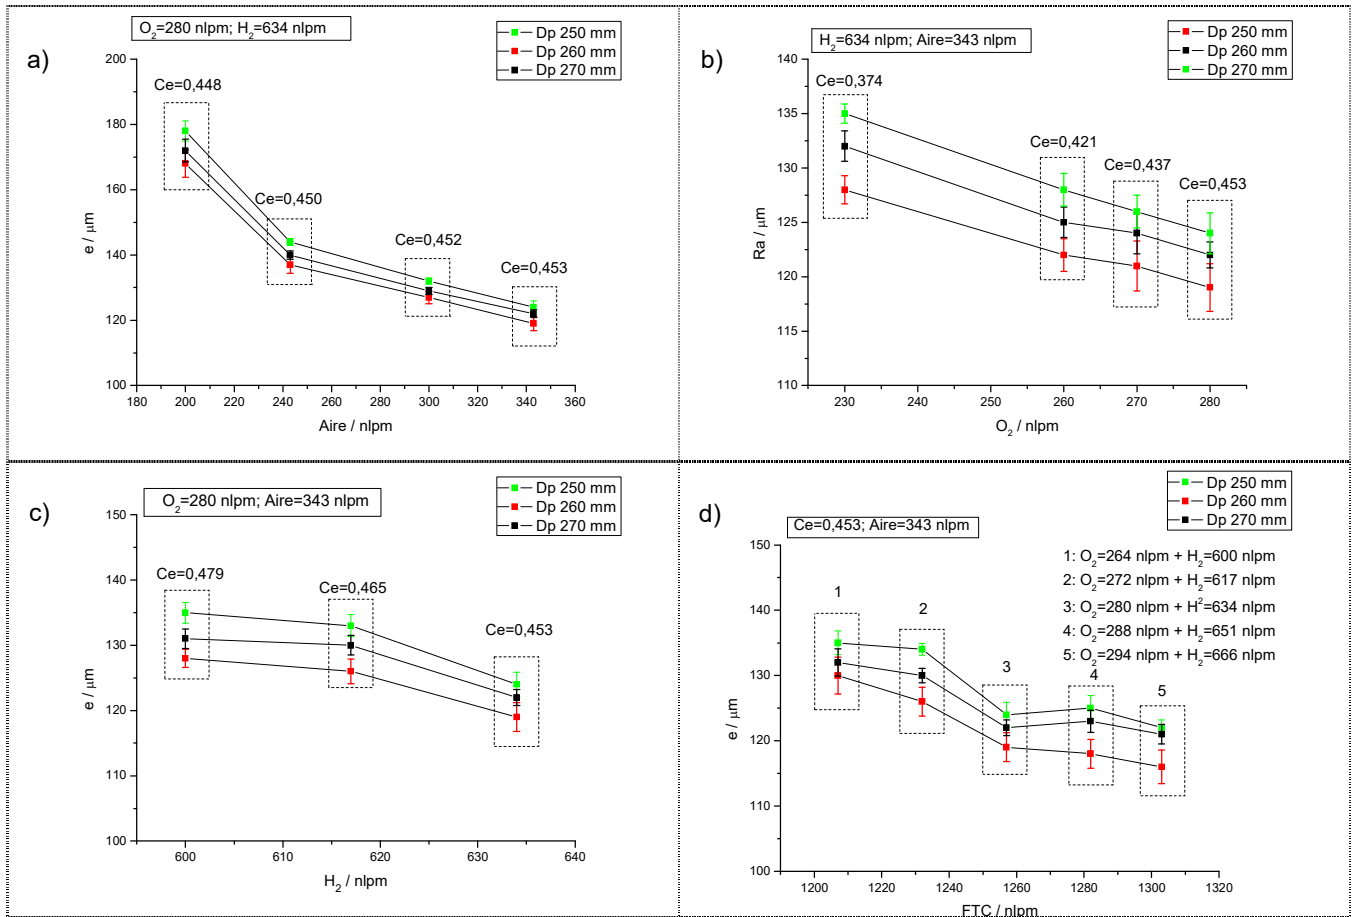 a)
O2=280 nlpm; H2=634 nlpm
Dp 250 mm
Dp 260 mm
Dp 270 mm
Ce=0,448
Ce=0,450
Ce=0,452
Ce=0,453
200
180
160
140
120
100
e / μm
180 200 220 240 260 280 300 320 340 360
Aire / nlpm
b)
H2=634 nlpm; Aire=343 nlpm
Dp 250 mm
Dp 260 mm
Dp 270 mm
Ce=0,374
Ce=0,421
Ce=0,437
Ce=0,453
140
135
130
125
120
115
110
Ra / μm
230 240 250 260 270 280
O2 / nlpm
c)
O2=280 nlpm; Aire=343 nlpm
Dp 250 mm
Dp 260 mm
Dp 270 mm
Ce=0,479
Ce=0,465
Ce=0,453
150
140
130
120
110
100
e / μm
600 610 620 630 640
H2 / nlpm
d)
Ce=0,453; Aire=343 nlpm
Dp 250 mm
Dp 260 mm
Dp 270 mm
1: O2=264 nlpm + H2=600 nlpm
2: O2=272 nlpm + H2=617 nlpm
3: O2=280 nlpm + H²=634 nlpm
4: O2=288 nlpm + H2=651 nlpm
5: O2=294 nlpm + H2=666 nlpm
1
2
3
4
5
150
140
130
120
110
100
e / μm
1200 1220 1240 1260 1280 1300 1320
FTC / nlpm